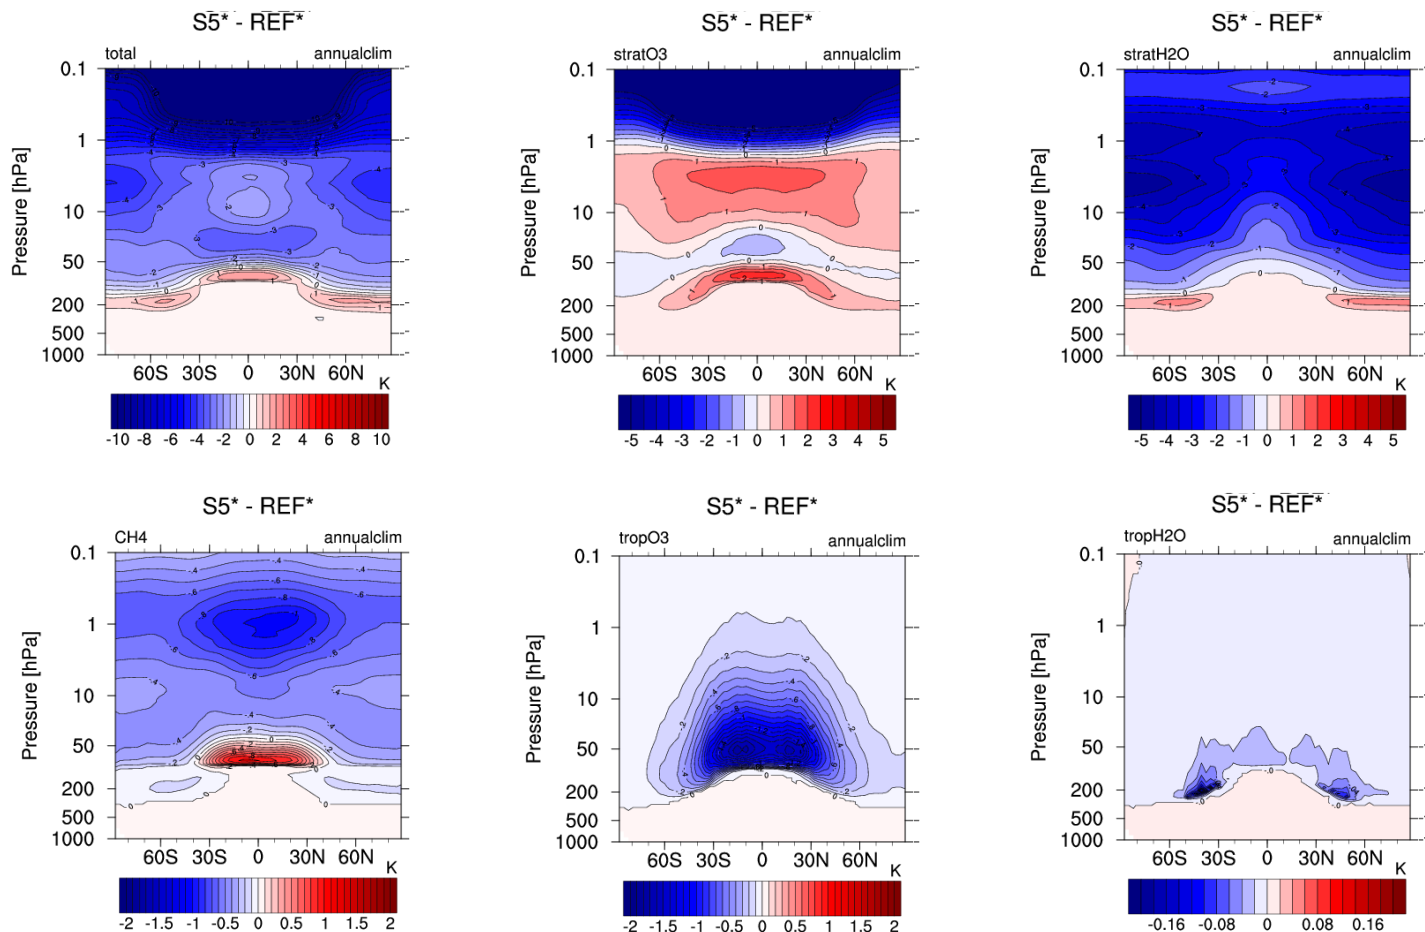 S5* - REF*
total annualclim
Pressure [hPa]
0.1
1
10
50
200
500
1000
60S 30S 0 30N 60N
K
-10 -8 -6 -4 -2 0 2 4 6 8 10
S5* - REF*
stratO3 annualclim
Pressure [hPa]
0.1
1
10
50
200
500
1000
60S 30S 0 30N 60N
K
-5 -4 -3 -2 -1 0 1 2 3 4 5
S5* - REF*
stratH2O annualclim
Pressure [hPa]
0.1
1
10
50
200
500
1000
60S 30S 0 30N 60N
K
-5 -4 -3 -2 -1 0 1 2 3 4 5
S5* - REF*
CH4 annualclim
Pressure [hPa]
0.1
1
10
50
200
500
1000
60S 30S 0 30N 60N
K
-2 -1.5 -1 -0.5 0 0.5 1 1.5 2
S5* - REF*
tropO3 annualclim
Pressure [hPa]
0.1
1
10
50
200
500
1000
60S 30S 0 30N 60N
K
-2 -1.5 -1 -0.5 0 0.5 1 1.5 2
S5* - REF*
tropH2O annualclim
Pressure [hPa]
0.1
1
10
50
200
500
1000
60S 30S 0 30N 60N
K
-0.16 -0.08 0 0.08 0.16